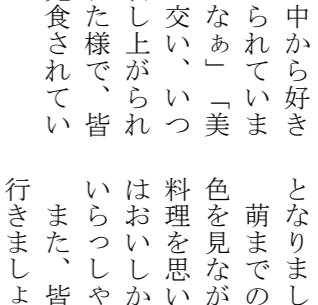 となりまし
萌までの
色を見なが
料理を思い
はおいしか
いらっしゃ
また、皆
行きましょ
中から好き
られていま
なぁ」「美
交い、いつ
し上がられ
た様で、皆
食されてい